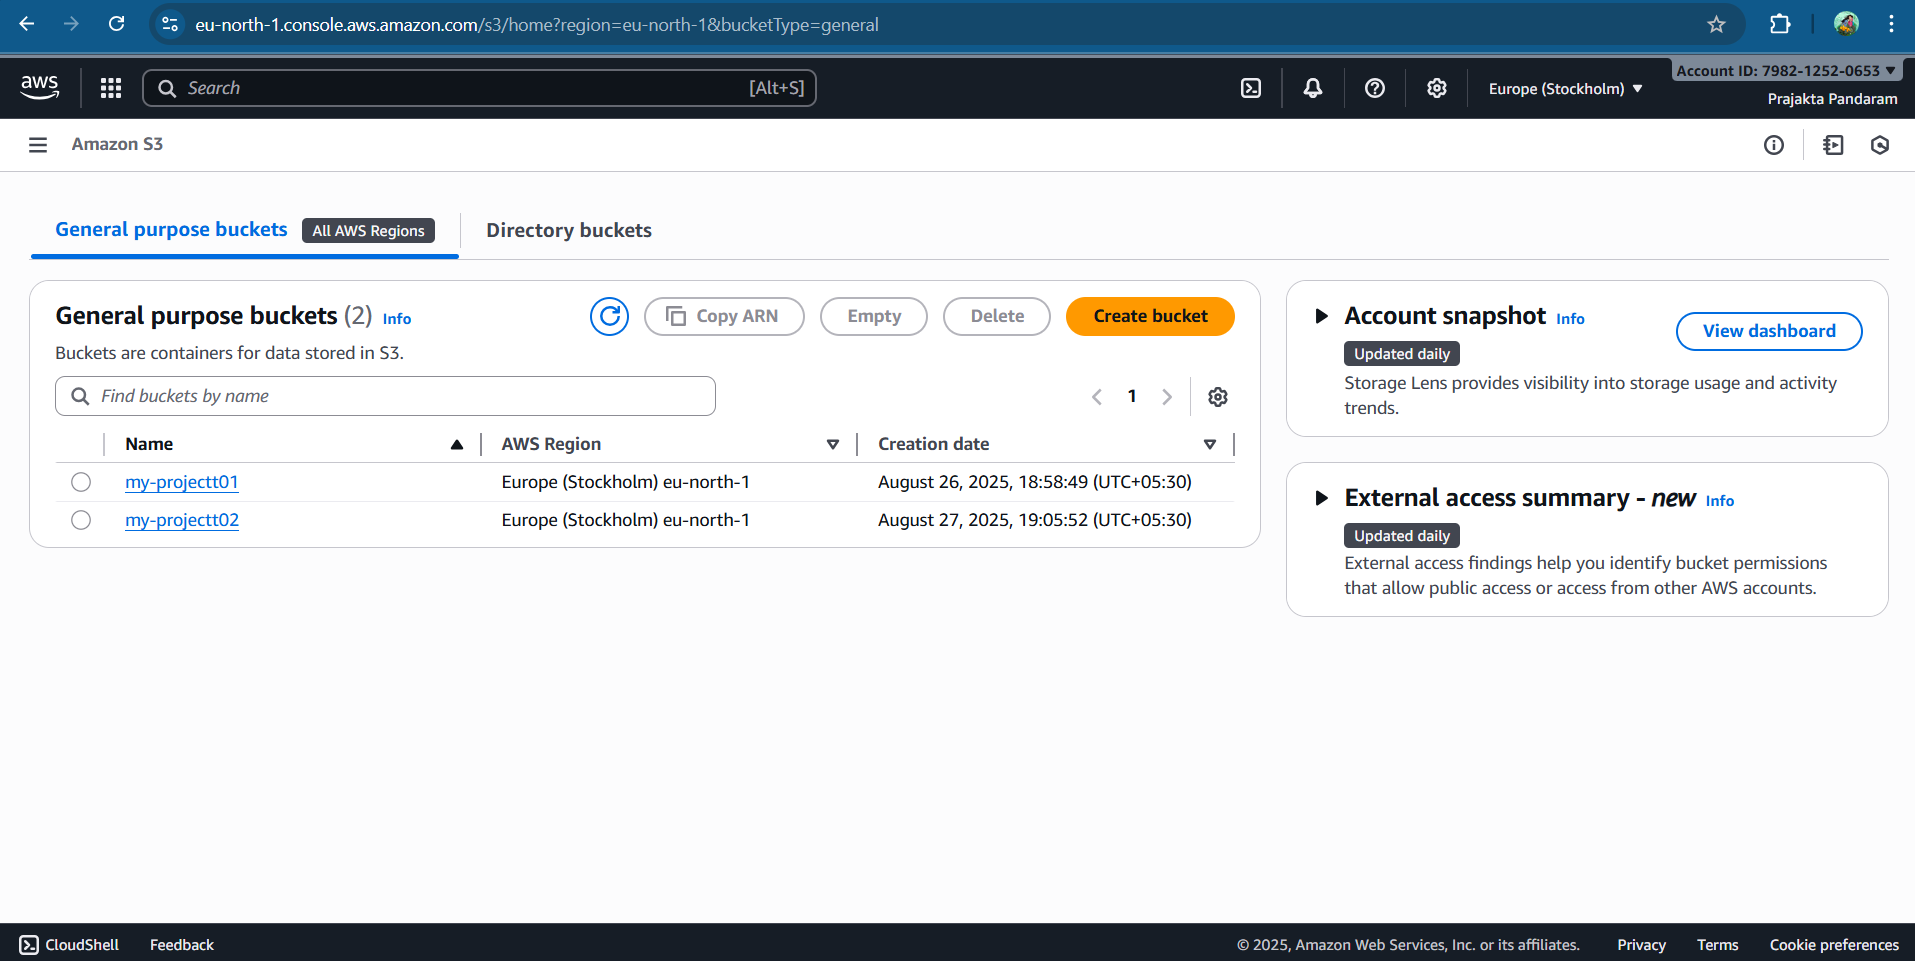 eu-north-1.console.aws.amazon.com/s3/home?region=eu-north-1&bucketType=general
aws
Search [Alt+S]
Europe (Stockholm)
Account ID: 7982-1252-0653
Prajakta Pandaram
Amazon S3
General purpose buckets All AWS Regions
Directory buckets
General purpose buckets (2) Info
Copy ARN
Empty
Delete
Create bucket
Buckets are containers for data stored in S3.
Find buckets by name
1
Name AWS Region Creation date
my-projectt01 Europe (Stockholm) eu-north-1 August 26, 2025, 18:58:49 (UTC+05:30)
my-projectt02 Europe (Stockholm) eu-north-1 August 27, 2025, 19:05:52 (UTC+05:30)
Account snapshot Info
View dashboard
Updated daily
Storage Lens provides visibility into storage usage and activity
trends.
External access summary - new Info
Updated daily
External access findings help you identify bucket permissions
that allow public access or access from other AWS accounts.
CloudShell Feedback © 2025, Amazon Web Services, Inc. or its affiliates. Privacy Terms Cookie preferences